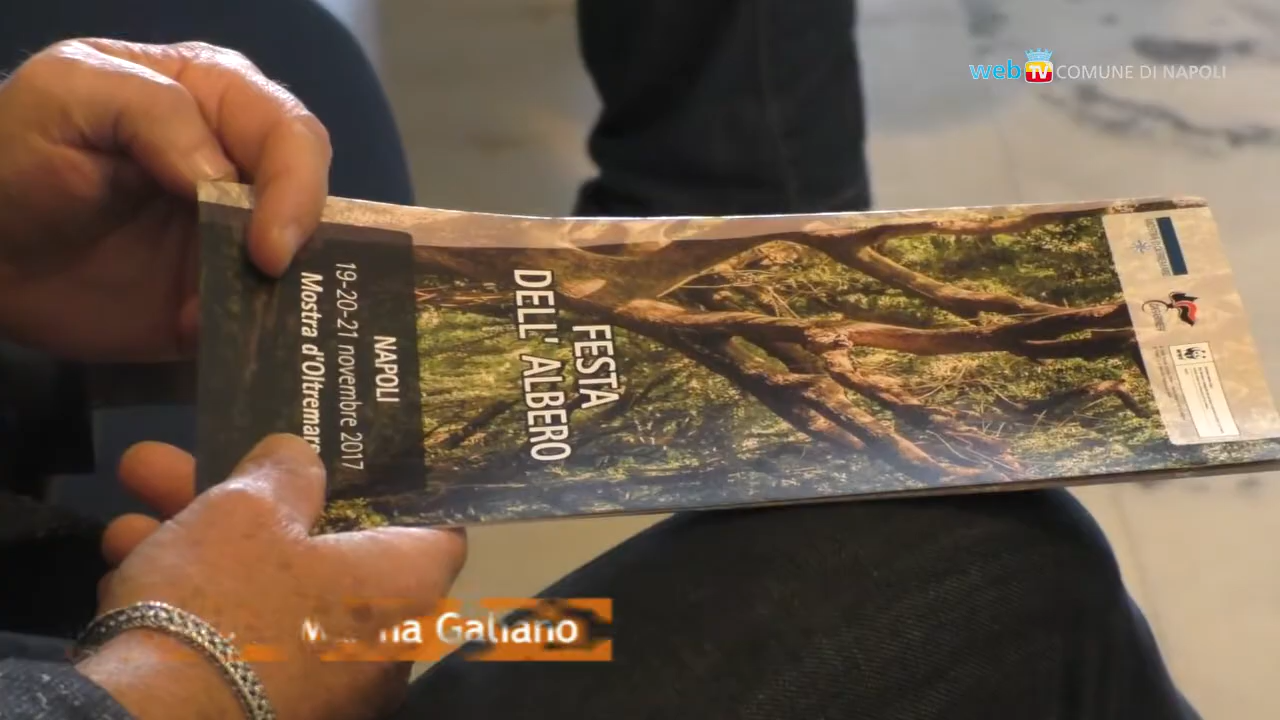 web TV COMUNE DI NAPOLI
FESTA
DELL' ALBERO
NAPOLI
19-20-21 novembre 2017
Mostra d'Oltremare
Galiano